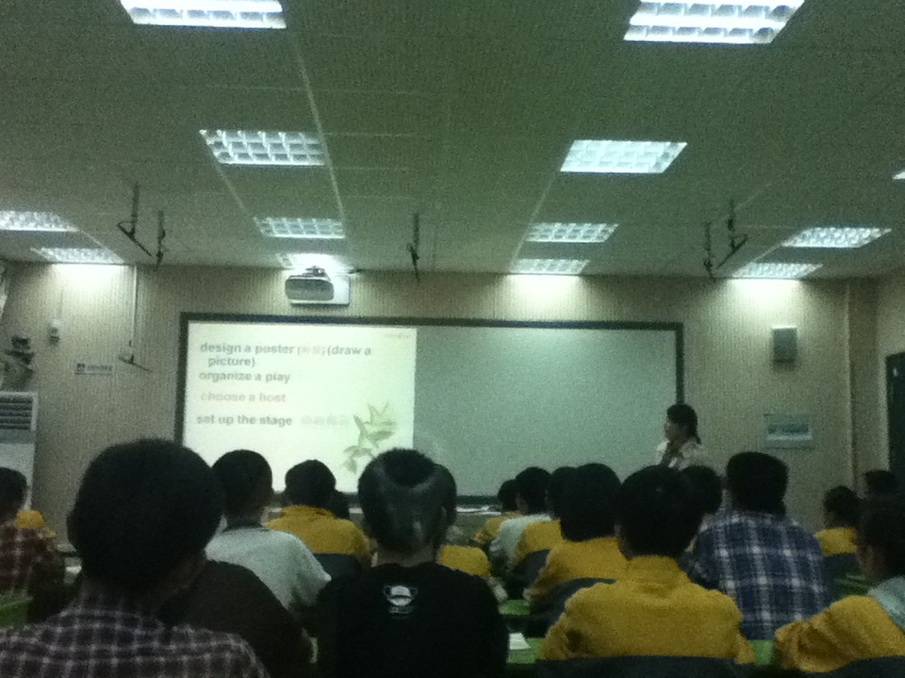 design a poster (draw a
picture)
organize a play
choose a host
set up the stage